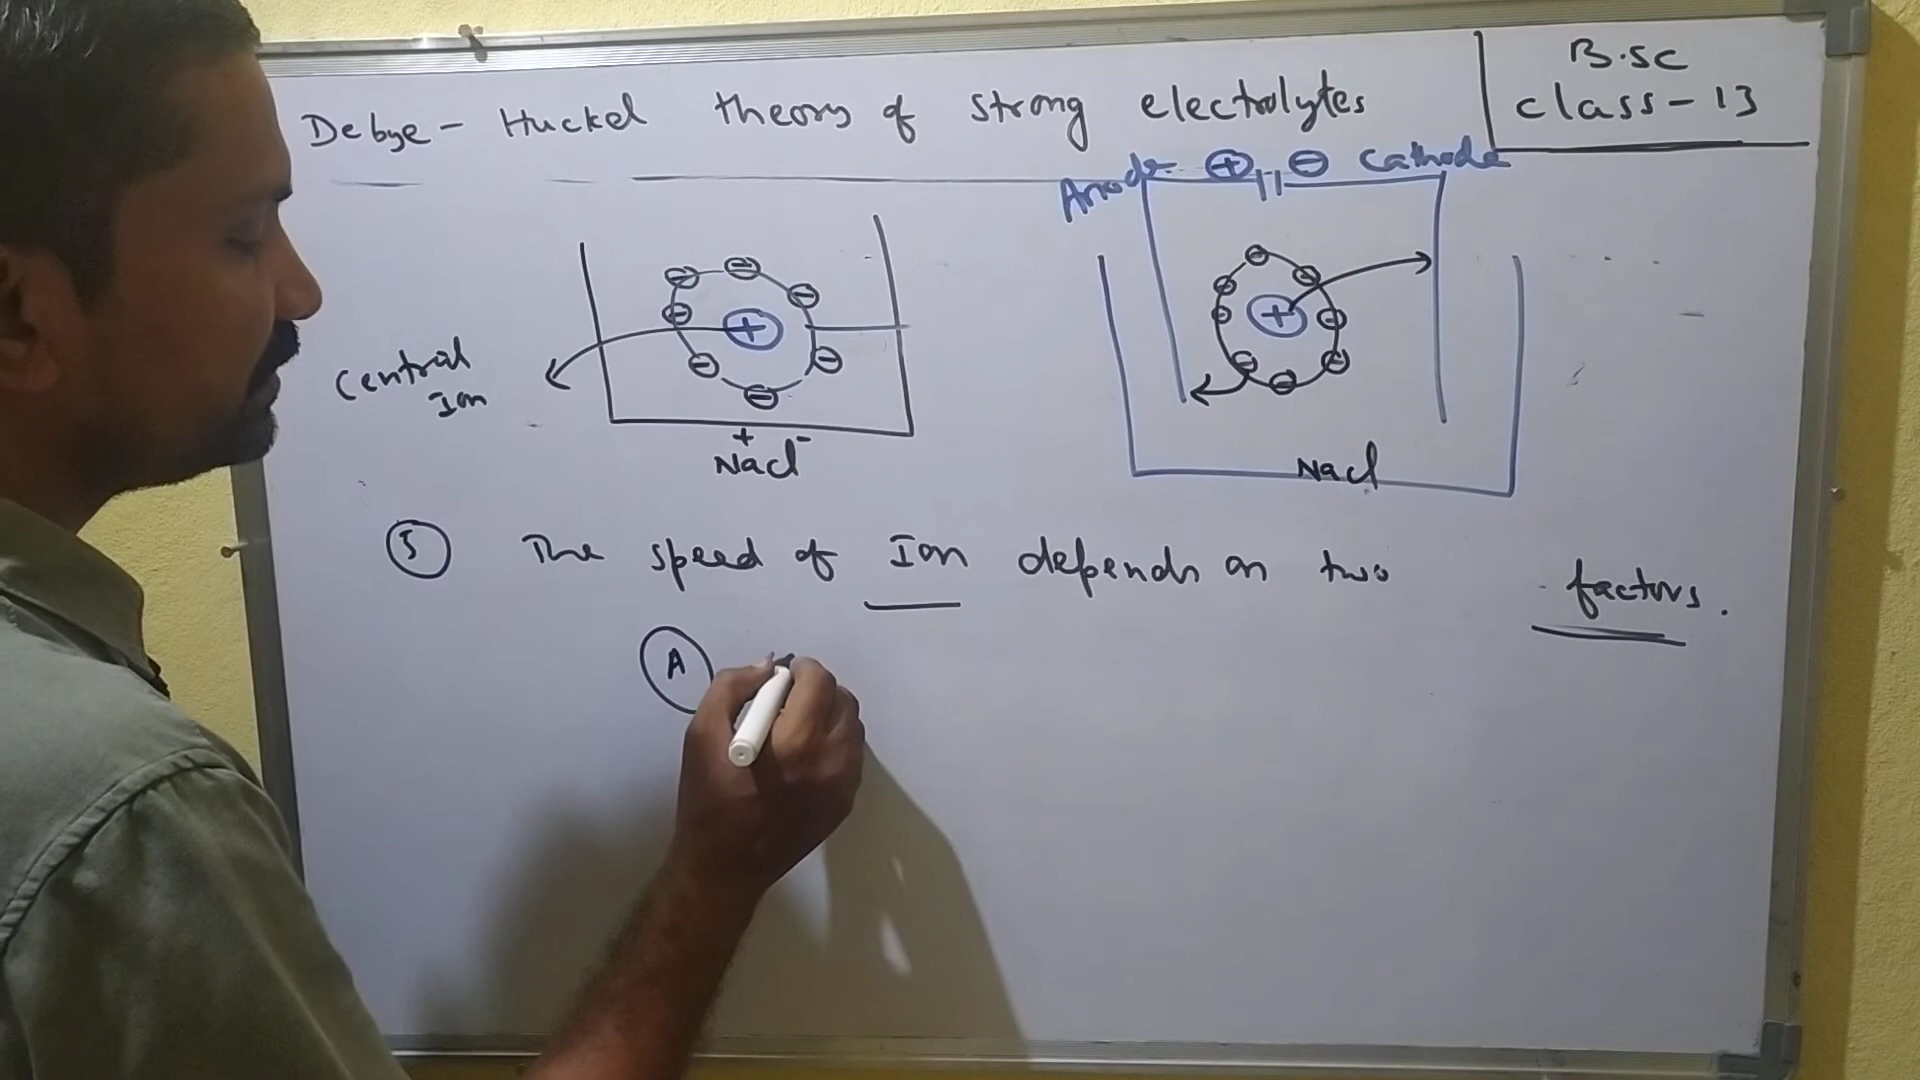 Debye - Huckel theory of strong electrolytes
B.sc
class - 13
Anode + - Cathode
Central
Ion
+ -
Nacl
Nacl
5 The speed of Ion depends on two factors.
A